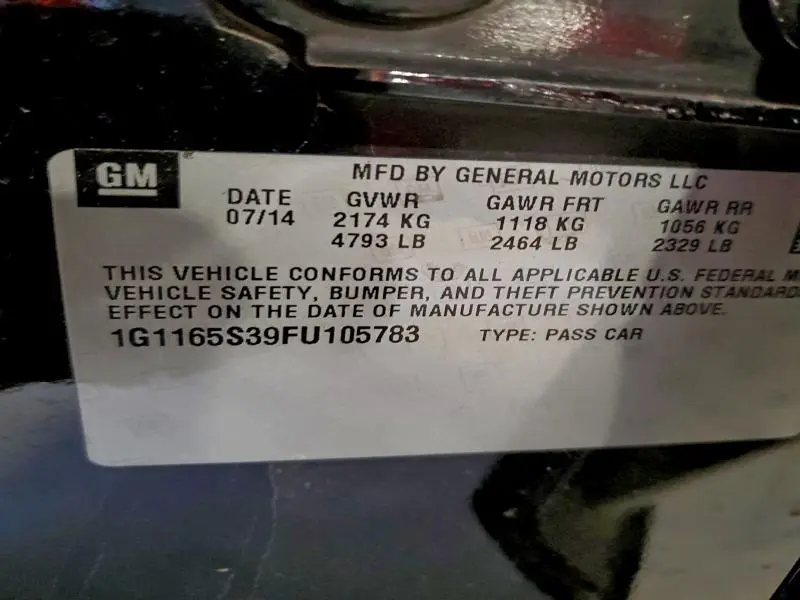 GM
MFD BY GENERAL MOTORS LLC
DATE GVWR GAWR FRT GAWR RR
07/14 2174 KG 1118 KG 1056 KG
4793 LB 2464 LB 2329 LB
THIS VEHICLE CONFORMS TO ALL APPLICABLE U.S. FEDERAL M
VEHICLE SAFETY, BUMPER, AND THEFT PREVENTION STANDARD
EFFECT ON THE DATE OF MANUFACTURE SHOWN ABOVE.
1G1165S39FU105783 TYPE: PASS CAR